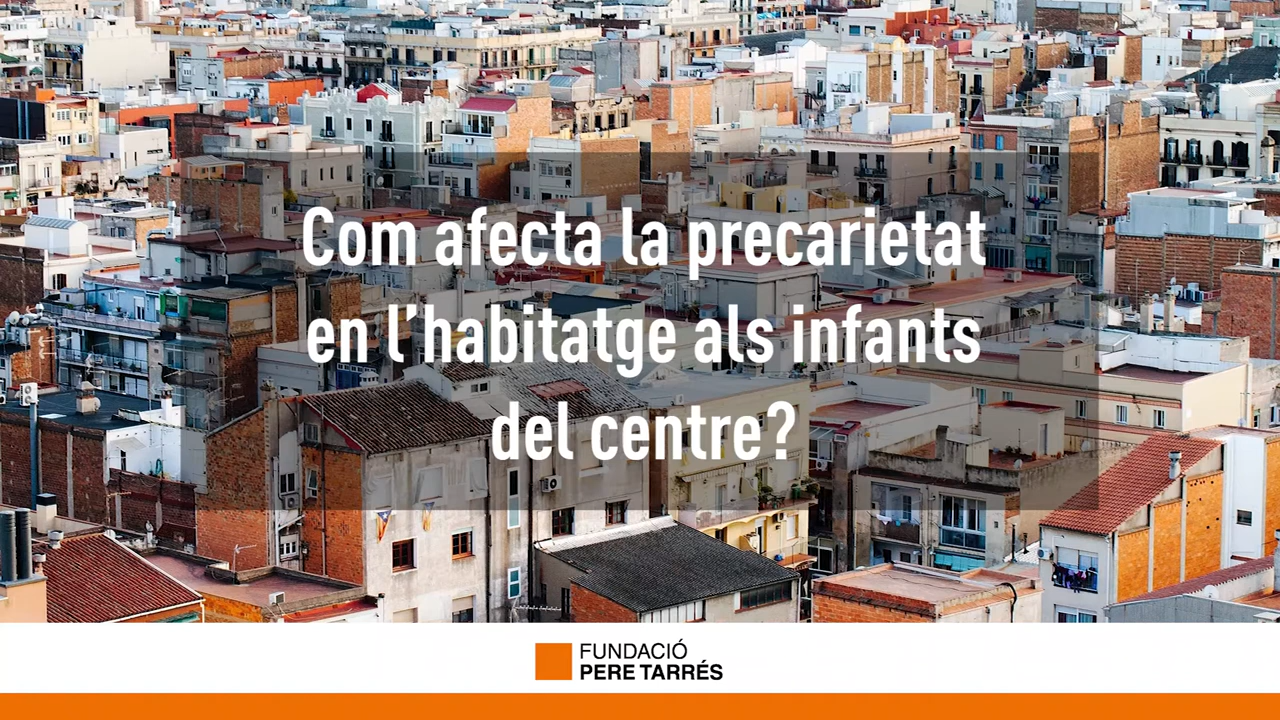 Com afecta la precarietat
en l'habitatge als infants
del centre?
FUNDACIÓ
PERE TARRÉS